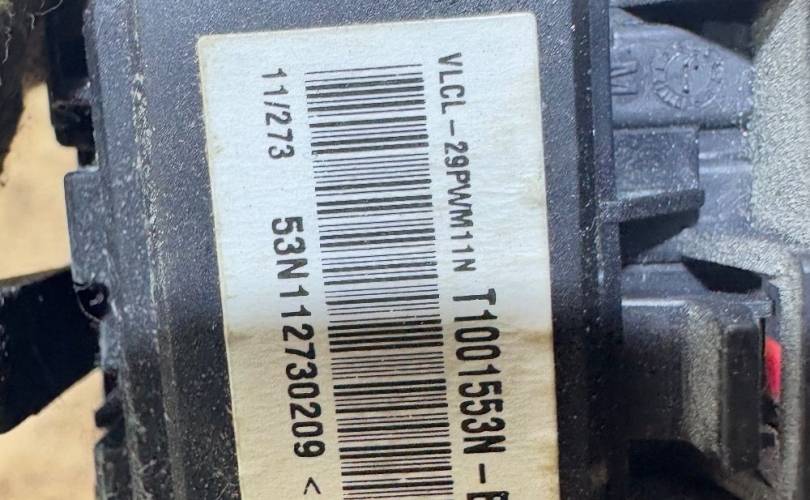 VLCL-29PWM11N T1001553N-E
11/273 53N112730209 <
M